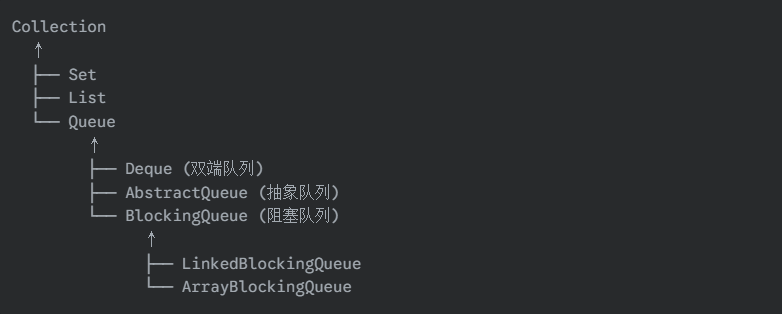 Collection
↑
├── Set
├── List
└── Queue
↑
├── Deque (双端队列)
├── AbstractQueue (抽象队列)
└── BlockingQueue (阻塞队列)
↑
├── LinkedBlockingQueue
└── ArrayBlockingQueue